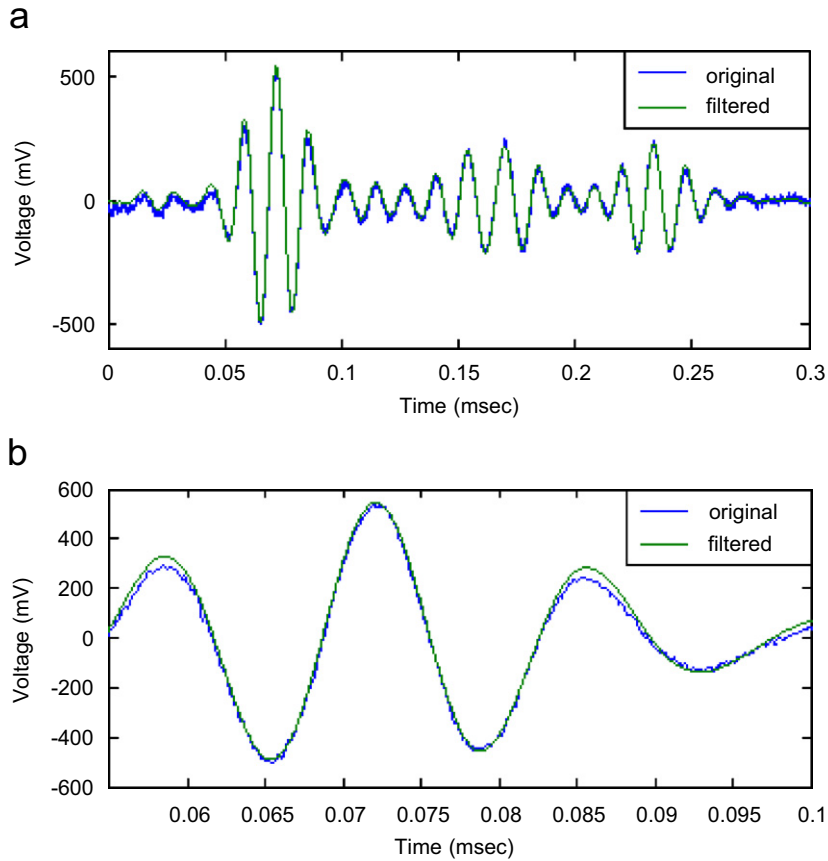 a
500
0
-500
Voltage (mV)
original
filtered
0 0.05 0.1 0.15 0.2 0.25 0.3
Time (msec)
b
600
400
200
0
-200
-400
-600
Voltage (mV)
original
filtered
0.06 0.065 0.07 0.075 0.08 0.085 0.09 0.095 0.1
Time (msec)